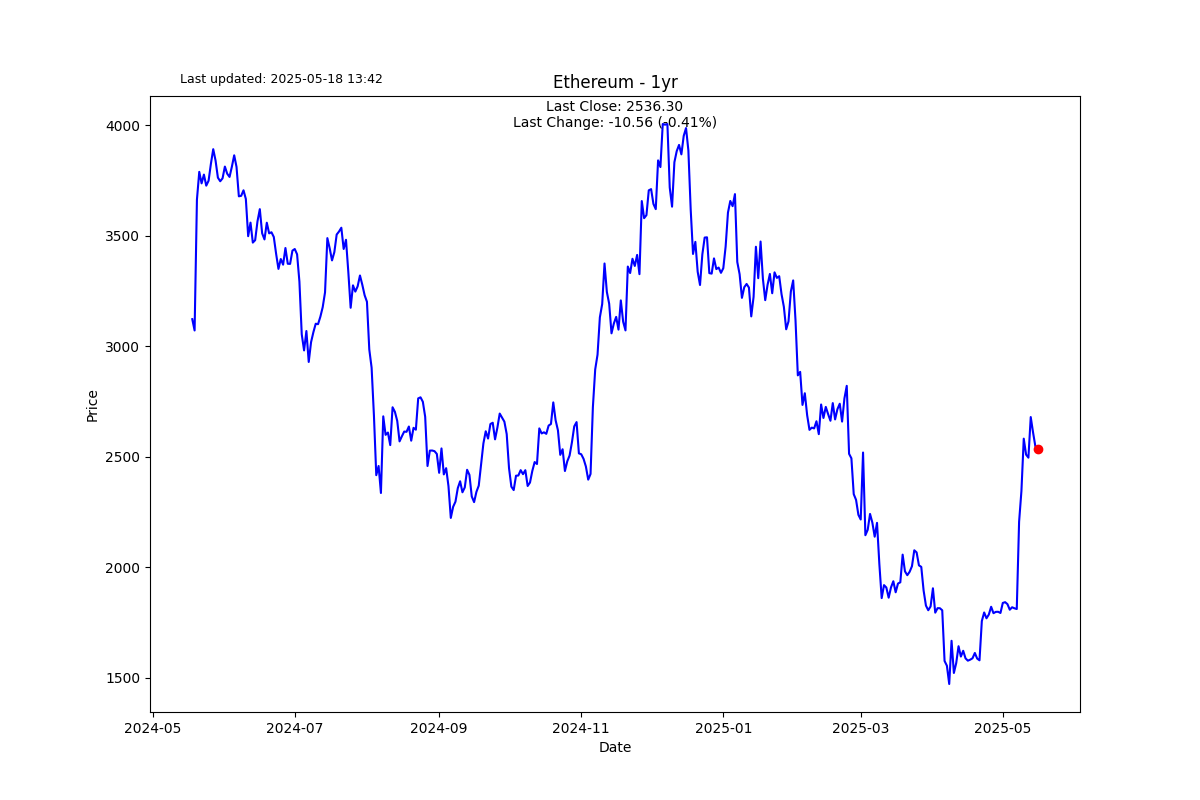 Last updated: 2025-05-18 13:42
Ethereum - 1yr
Last Close: 2536.30
Last Change: -10.56 (-0.41%)
4000
3500
3000
2500
2000
1500
Price
2024-05
2024-07
2024-09
2024-11
2025-01
2025-03
2025-05
Date